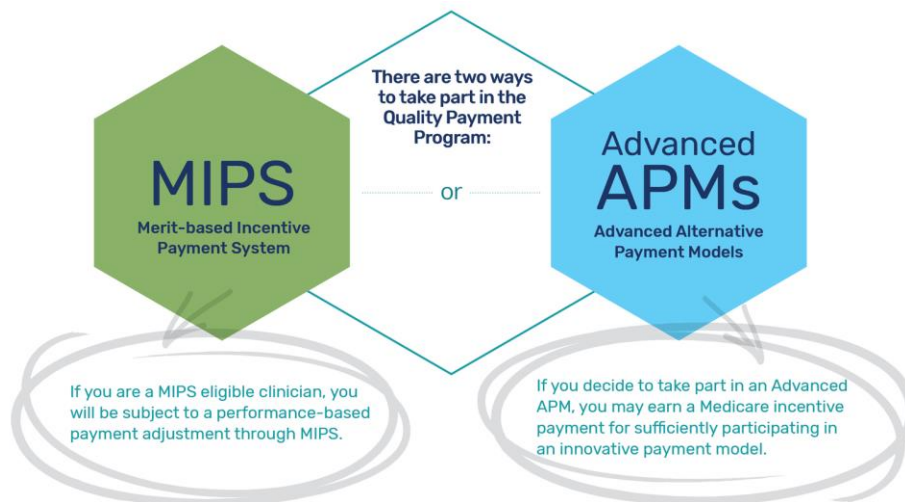 There are two ways
to take part in the
Quality Payment
Program:
MIPS
Merit-based Incentive
Payment System
or
Advanced
APMs
Advanced Alternative
Payment Models
If you are a MIPS eligible clinician, you
will be subject to a performance-based
payment adjustment through MIPS.
If you decide to take part in an Advanced
APM, you may earn a Medicare incentive
payment for sufficiently participating in
an innovative payment model.